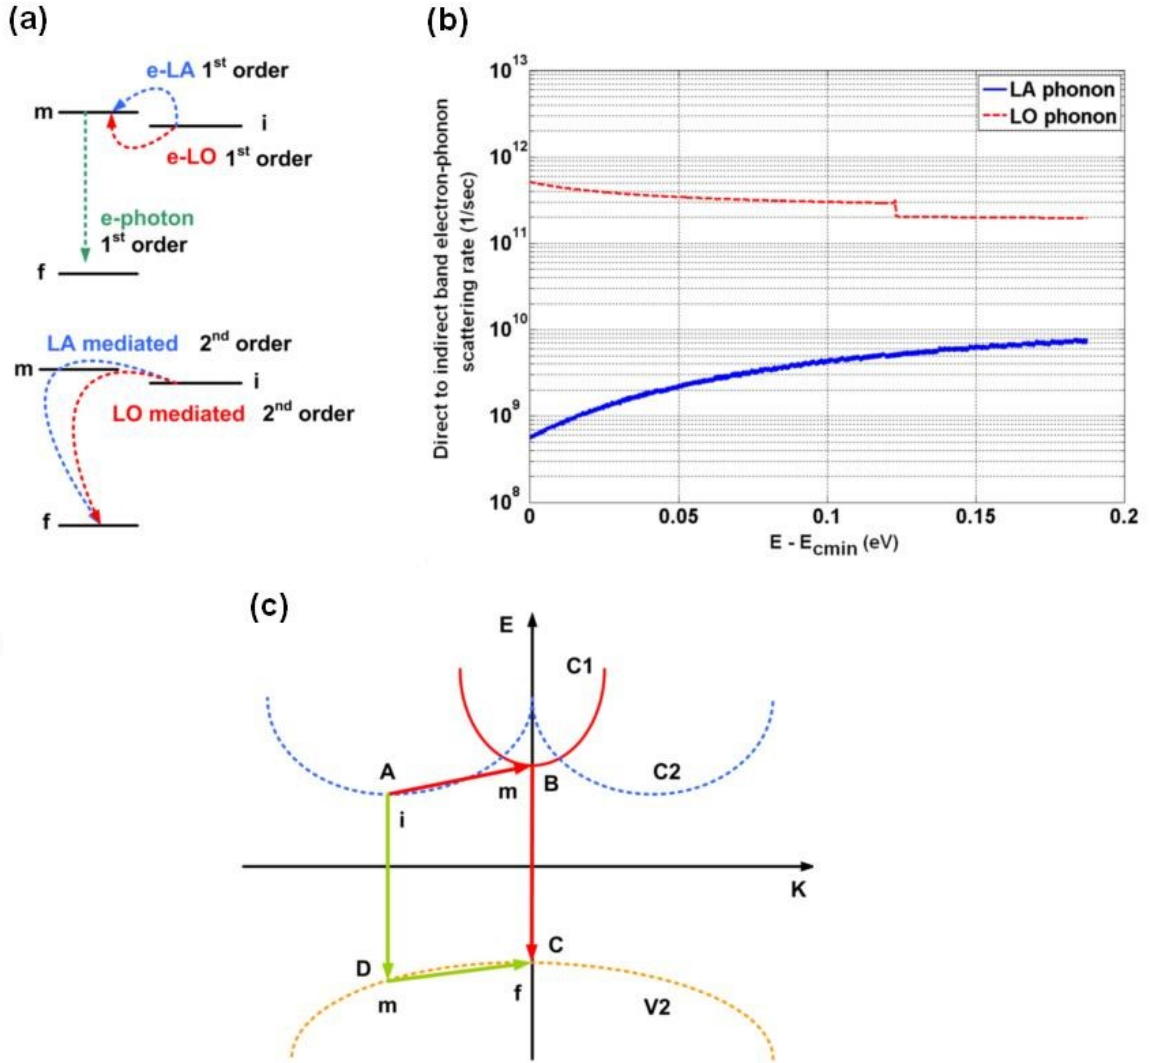 (a)
e-LA 1st order
m
i
e-LO 1st order
e-photon
1st order
f
LA mediated 2nd order
m
i
LO mediated 2nd order
f
(b)
Direct to indirect band electron-phonon
scattering rate (1/sec)
10^13
10^12
10^11
10^10
10^9
10^8
LA phonon
LO phonon
0 0.05 0.1 0.15 0.2
E - Ecmin (eV)
(c)
E
C1
A
C2
m B
i
K
D C
m f
V2